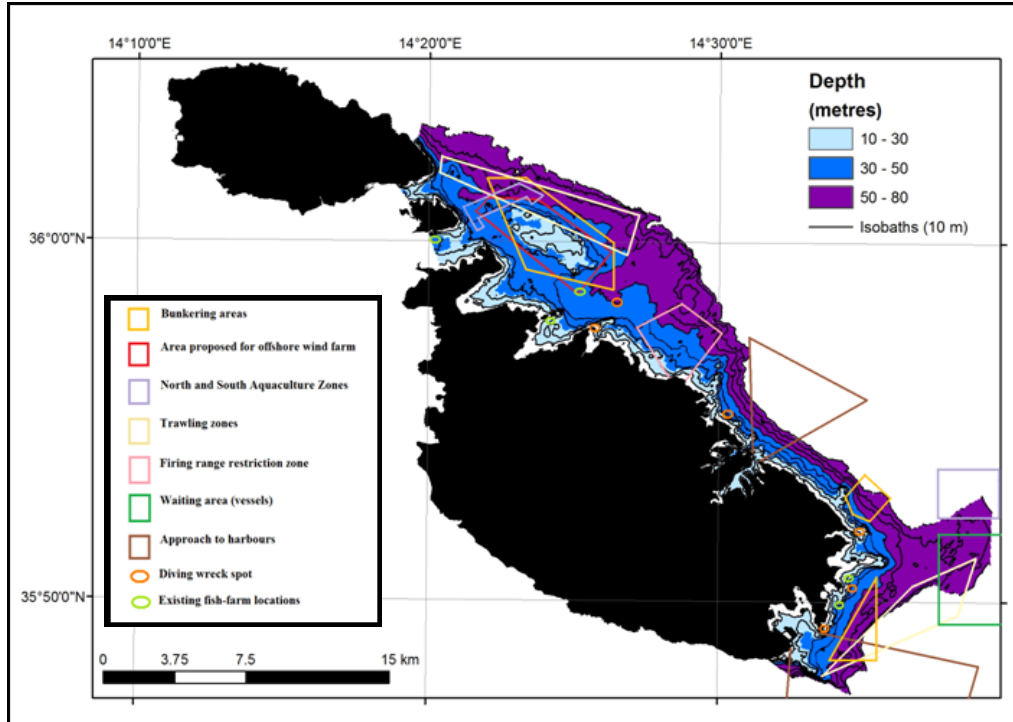 14°10'0"E 14°20'0"E 14°30'0"E
Depth
(metres)
10 - 30
30 - 50
50 - 80
Isobaths (10 m)
36°0'0"N
Bunkering areas
Area proposed for offshore wind farm
North and South Aquaculture Zones
Trawling zones
Firing range restriction zone
Waiting area (vessels)
Approach to harbours
Diving wreck spot
Existing fish-farm locations
35°50'0"N
0 3.75 7.5 15 km